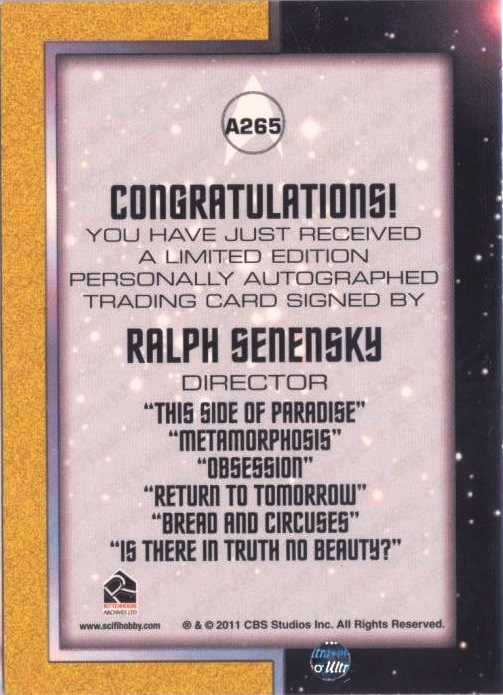 A265
CONGRATULATIONS!
YOU HAVE JUST RECEIVED
A LIMITED EDITION
PERSONALLY AUTOGRAPHED
TRADING CARD SIGNED BY
RALPH SENENSKY
DIRECTOR
"THIS SIDE OF PARADISE"
"METAMORPHOSIS"
"OBSESSION"
"RETURN TO TOMORROW"
"BREAD AND CIRCUSES"
"IS THERE IN TRUTH NO BEAUTY?"
RITTENHOUSE
ARCHIVES LTD
www.scifihobby.com ® & © 2011 CBS Studios Inc. All Rights Reserved.